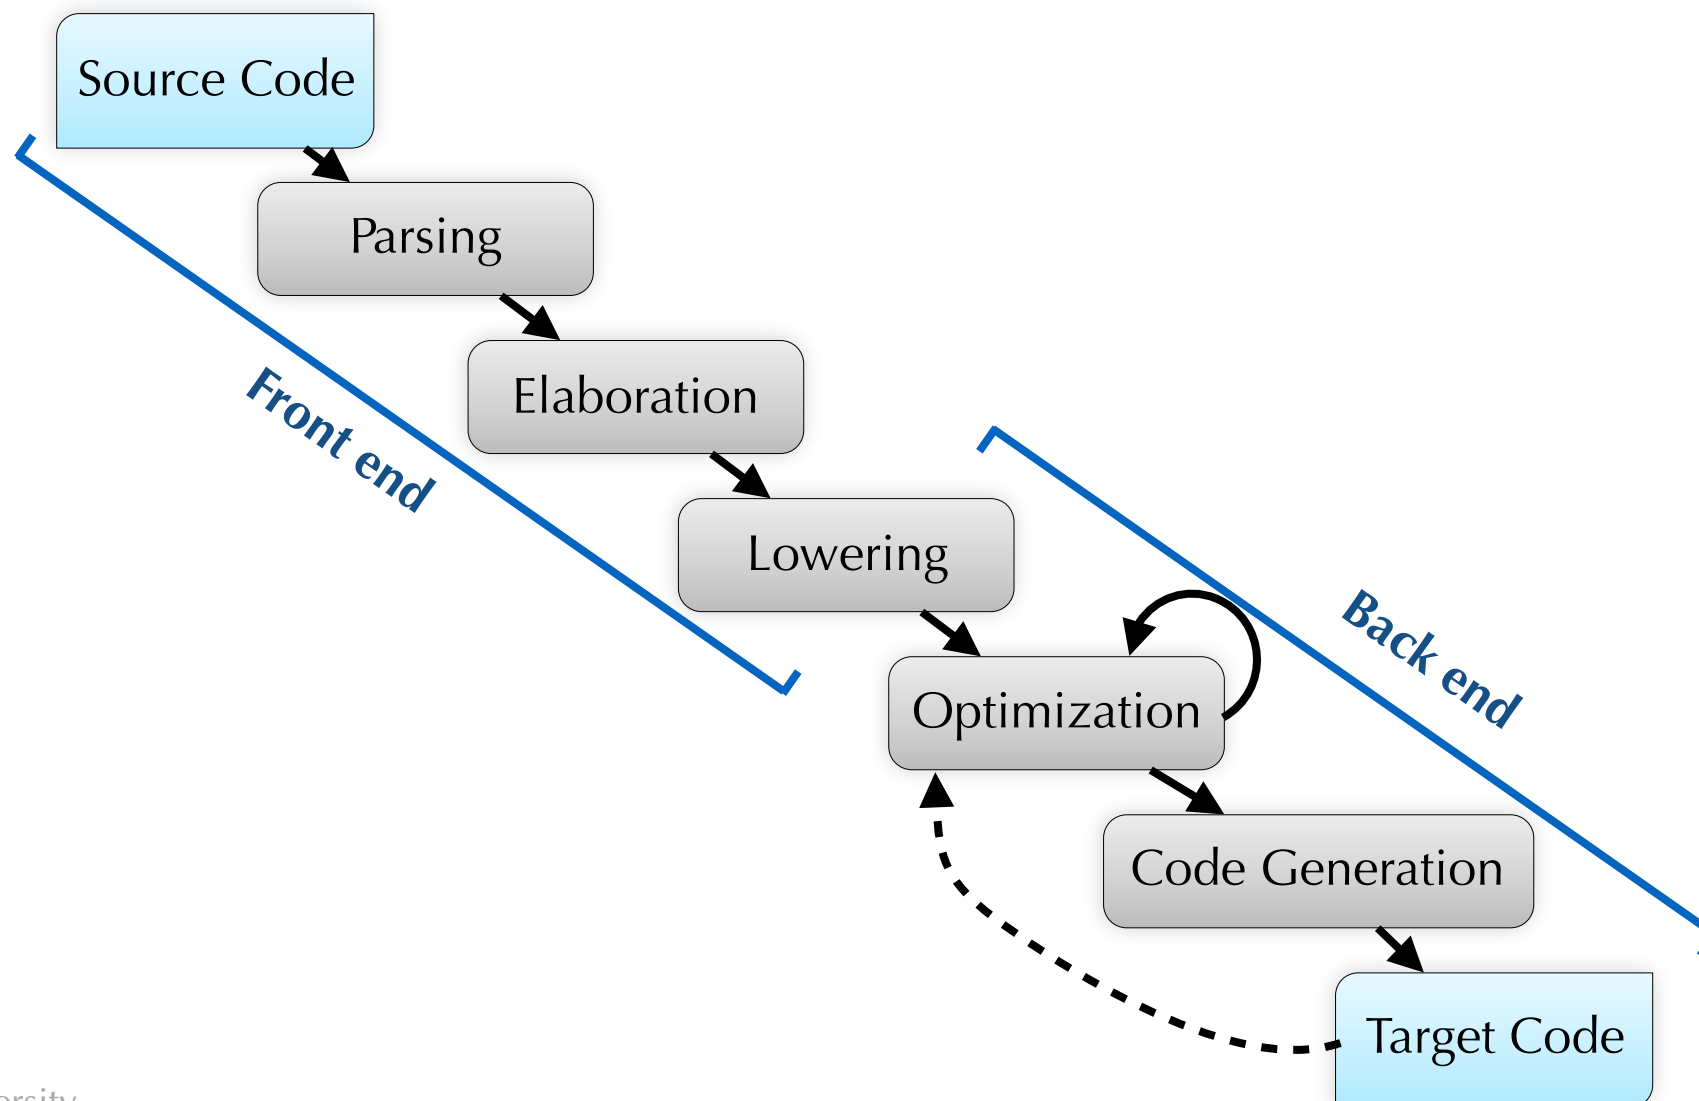 Source Code
Parsing
Elaboration
Front end
Lowering
Back end
Optimization
Code Generation
Target Code